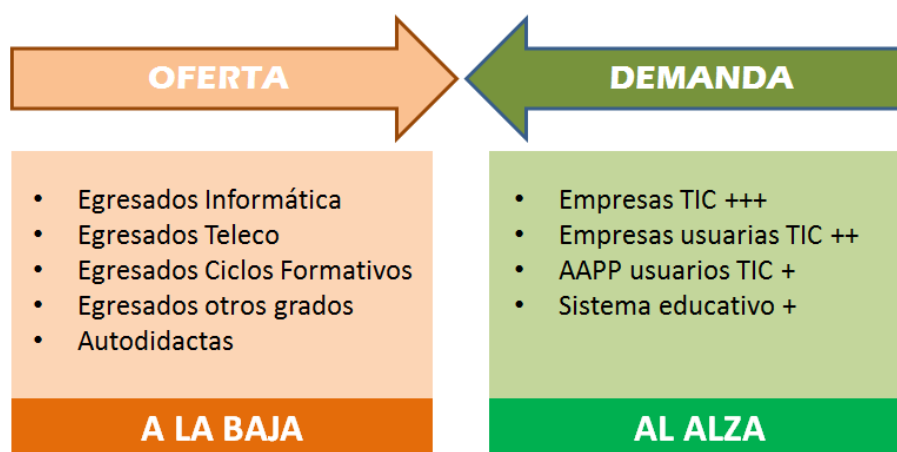 OFERTA
• Egresados Informática
• Egresados Teleco
• Egresados Ciclos Formativos
• Egresados otros grados
• Autodidactas
A LA BAJA
DEMANDA
• Empresas TIC +++
• Empresas usuarias TIC ++
• AAPP usuarios TIC +
• Sistema educativo +
AL ALZA